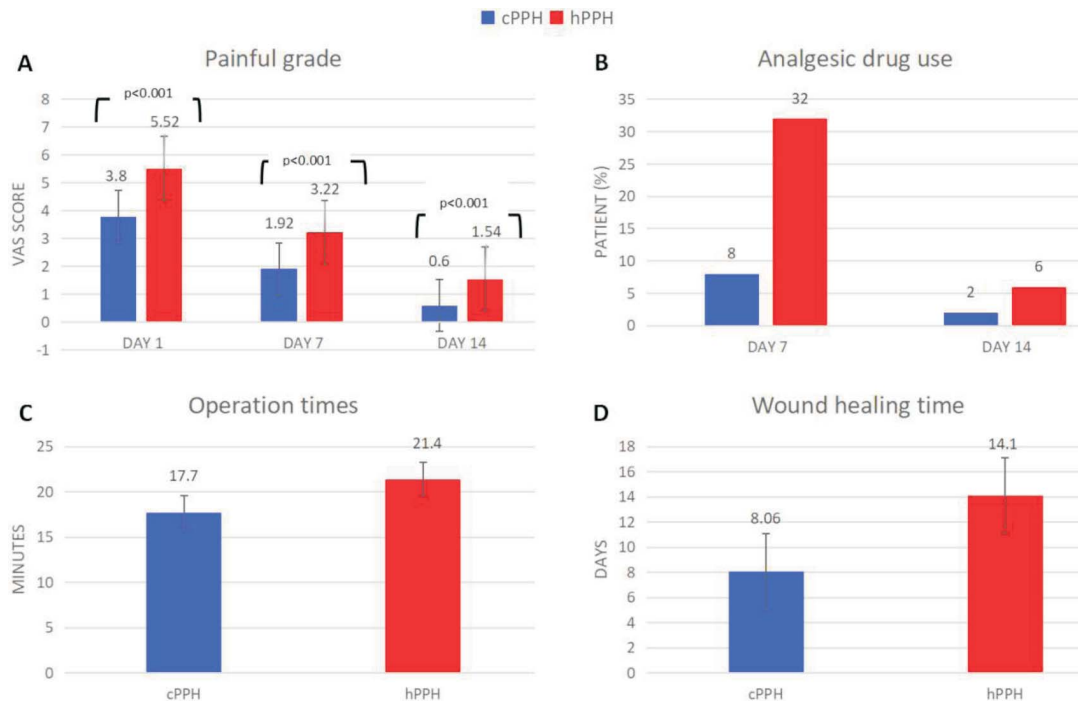 cPPH hPPH
A
Painful grade
VAS SCORE
8
7
6
5
4
3
2
1
0
-1
p<0.001
3.8
5.52
p<0.001
1.92
3.22
p<0.001
0.6
1.54
DAY 1 DAY 7 DAY 14
B
Analgesic drug use
PATIENT (%)
35
30
25
20
15
10
5
0
8
32
2
6
DAY 7 DAY 14
C
Operation times
MINUTES
25
20
15
10
5
0
17.7
21.4
cPPH hPPH
D
Wound healing time
DAYS
18
16
14
12
10
8
6
4
2
0
8.06
14.1
cPPH hPPH